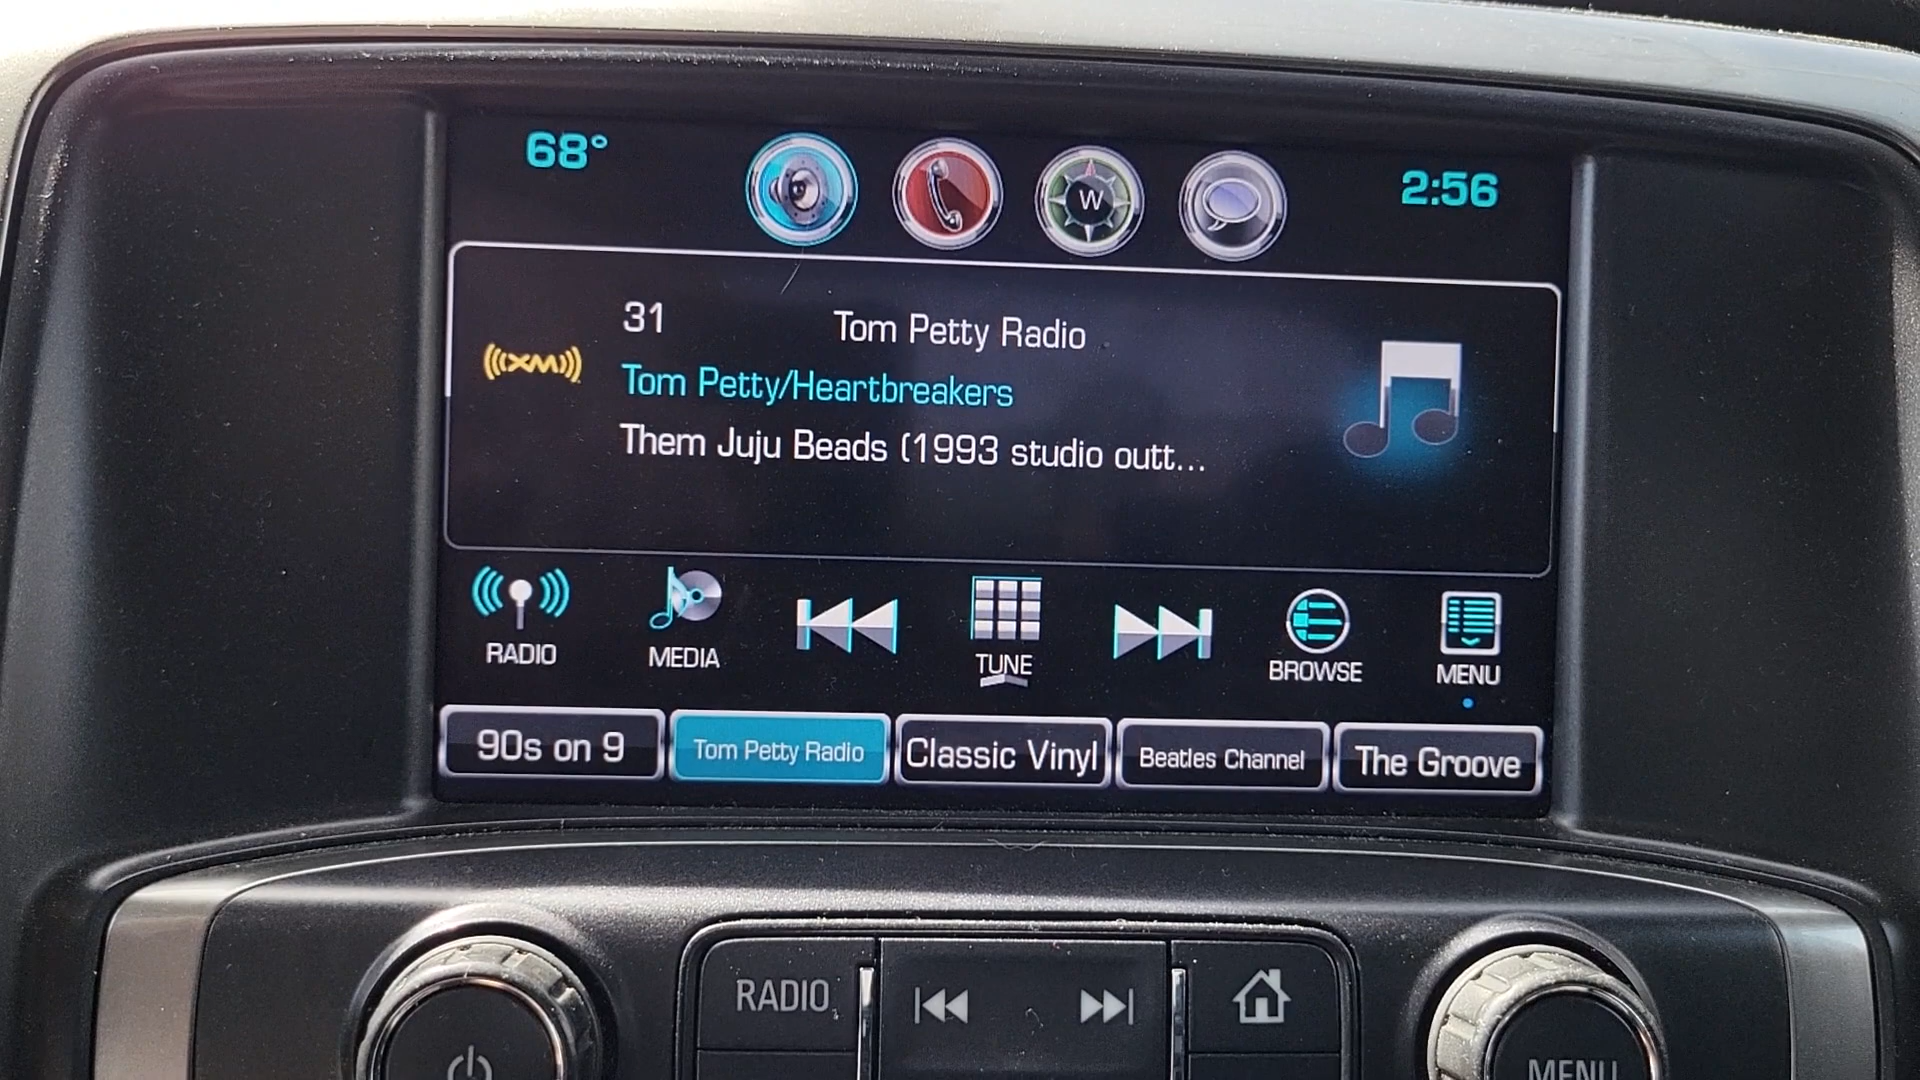 68°
W
2:56
31
Tom Petty Radio
((XM))
Tom Petty/Heartbreakers
Them Juju Beads (1993 studio outt...
RADIO
MEDIA
TUNE
BROWSE
MENU
90s on 9
Tom Petty Radio
Classic Vinyl
Beatles Channel
The Groove
RADIO
MENU